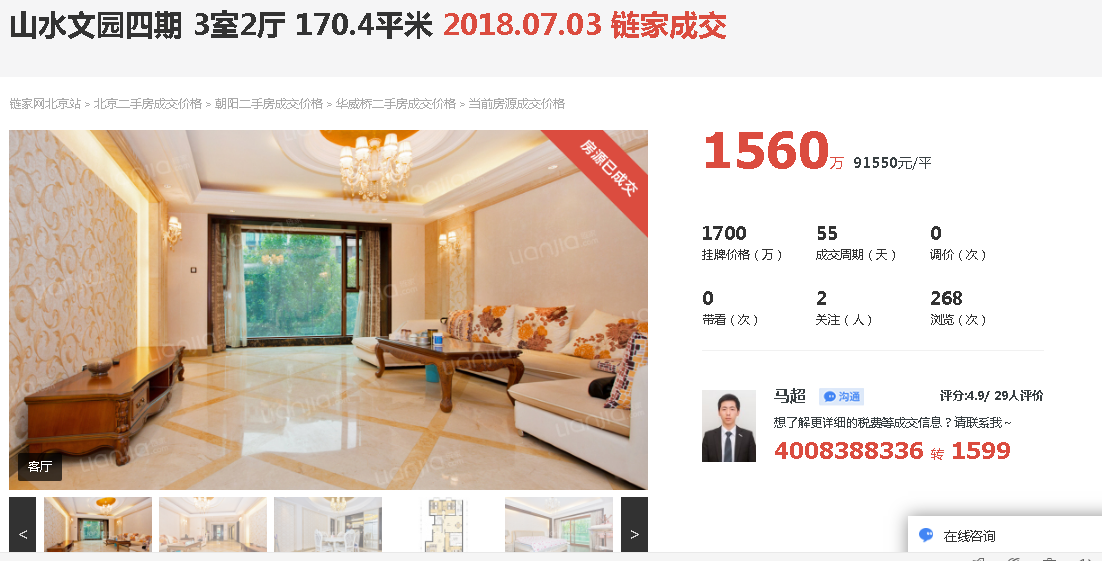 山水文园四期 3室2厅 170.4平米 2018.07.03 链家成交
链家网北京站 > 北京二手房成交价格 > 朝阳二手房成交价格 > 华威桥二手房成交价格 > 当前房源成交价格
房源已成交
lianjia
客厅
<
>
1560万 91550元/平
1700 55 0
挂牌价格（万） 成交周期（天） 调价（次）
0 2 268
带看（次） 关注（人） 浏览（次）
马超 沟通 评分:4.9/ 29人评价
想了解更详细的税费等成交信息？请联系我~
4008388336 转 1599
在线咨询